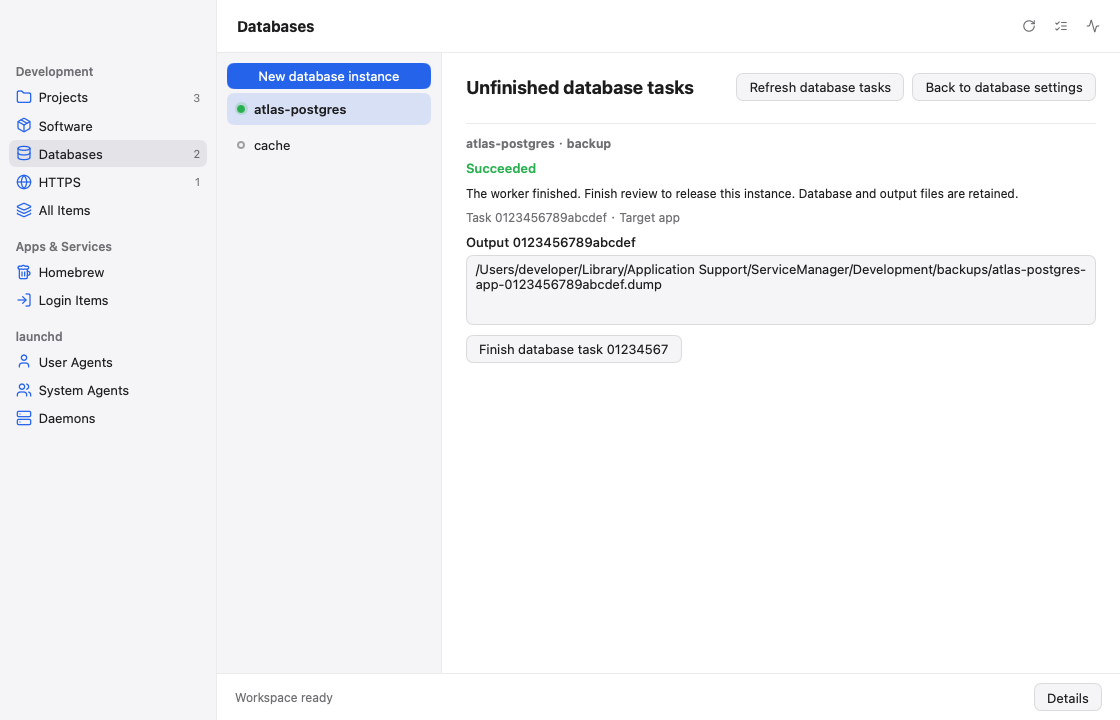 Databases
Development
Projects 3
Software
Databases 2
HTTPS 1
All Items
Apps & Services
Homebrew
Login Items
launchd
User Agents
System Agents
Daemons
New database instance
atlas-postgres
cache
Unfinished database tasks
Refresh database tasks
Back to database settings
atlas-postgres · backup
Succeeded
The worker finished. Finish review to release this instance. Database and output files are retained.
Task 0123456789abcdef · Target app
Output 0123456789abcdef
/Users/developer/Library/Application Support/ServiceManager/Development/backups/atlas-postgres-
app-0123456789abcdef.dump
Finish database task 01234567
Workspace ready
Details